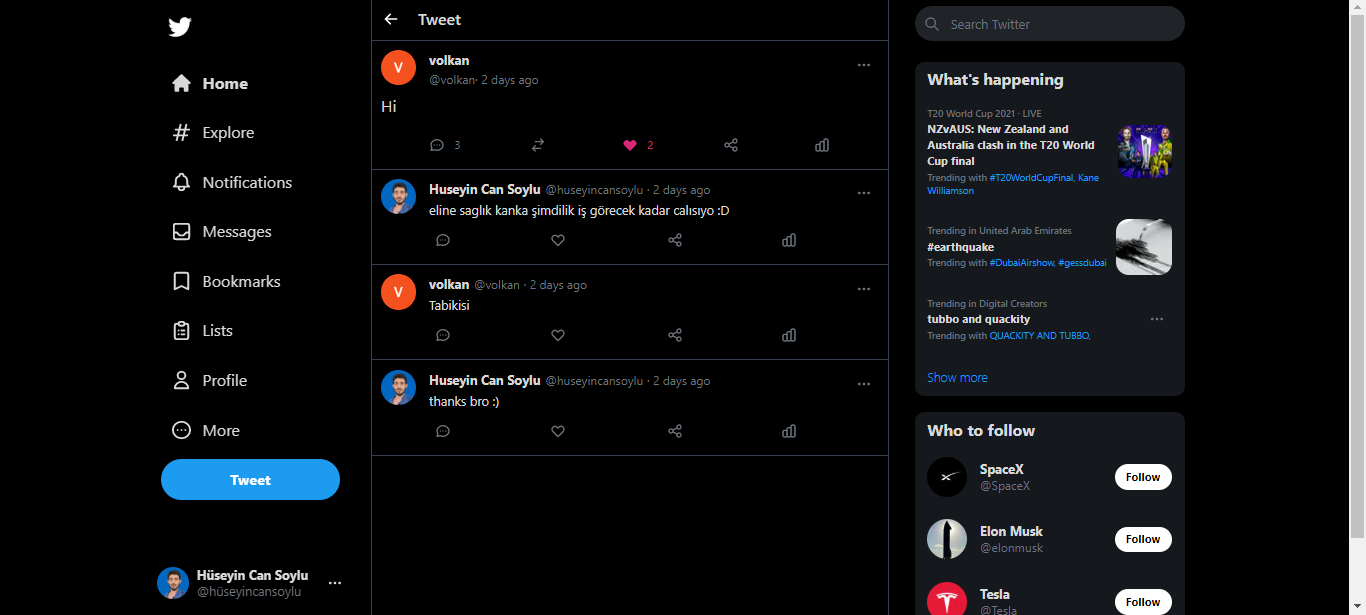 Home
Explore
Notifications
Messages
Bookmarks
Lists
Profile
More
Tweet
Hüseyin Can Soylu
@hüseyincansoylu
Tweet
V
volkan
@volkan· 2 days ago
Hi
3
2
Huseyin Can Soylu @huseyincansoylu · 2 days ago
eline saglık kanka şimdilik iş görecek kadar calısıyo :D
V
volkan @volkan · 2 days ago
Tabikisi
Huseyin Can Soylu @huseyincansoylu · 2 days ago
thanks bro :)
Search Twitter
What's happening
T20 World Cup 2021 · LIVE
NZvAUS: New Zealand and
Australia clash in the T20 World
Cup final
Trending with #T20WorldCupFinal, Kane
Williamson
Trending in United Arab Emirates
#earthquake
Trending with #DubaiAirshow, #gessdubai
Trending in Digital Creators
tubbo and quackity
Trending with QUACKITY AND TUBBO,
Show more
Who to follow
SpaceX
@SpaceX
Follow
Elon Musk
@elonmusk
Follow
Tesla
@Tesla
Follow